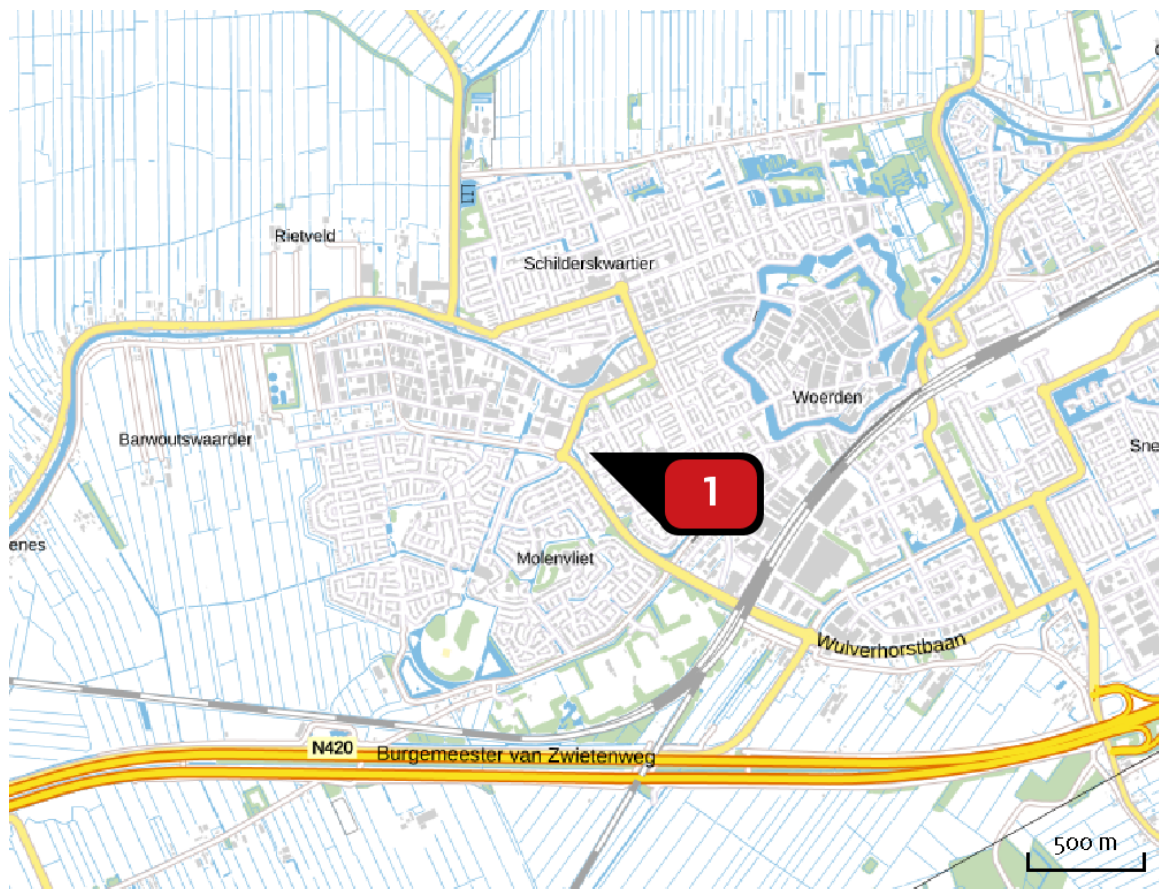 Rietveld
Schilderskwartier
Woerden
Barwoutswaarder
Sne
1
enes
Molenvliet
Wulverhorstbaan
N420
Burgemeester van Zwietenweg
500 m